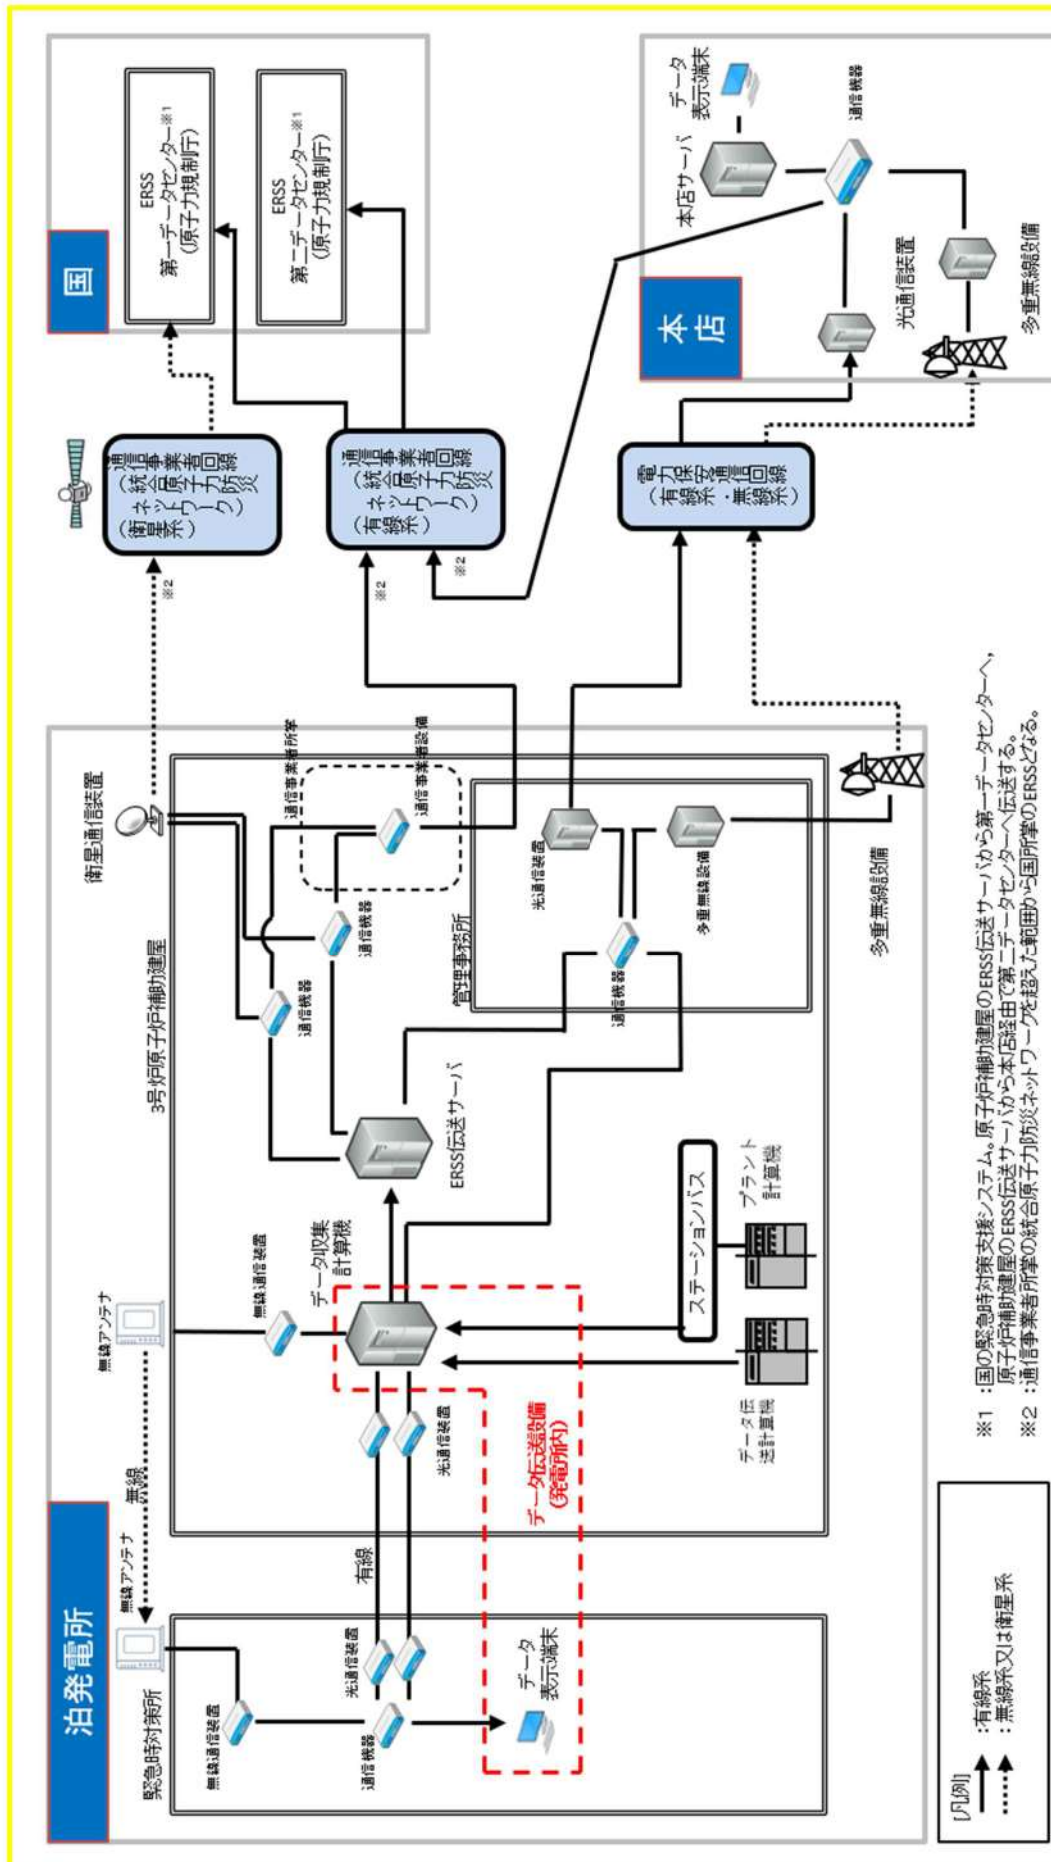 泊発電所
緊急時対策所
無線アンテナ
無線
無線アンテナ
無線通信装置
通信機器
光通信装置
有線
光通信装置
データ
表示端末
データ伝送設備
(発電所内)
3号炉原子炉補助建屋
無線通信装置
データ収集
計算機
ERSS伝送サーバ
データ伝
送計算機
プラント
計算機
ステーションバス
通信機器
通信機器
衛星通信装置
通信事業者所掌
通信事業者設備
管理事務所
通信機器
光通信装置
多重無線設備
多重無線設備
※2
※2
※2
通信事業者回線
(統合原子力防災
ネットワーク)
(衛星系)
通信事業者回線
(統合原子力防災
ネットワーク)
(有線系)
電力保安通信回線
(有線系・無線系)
国
ERSS
第一データセンター※1
(原子力規制庁)
ERSS
第二データセンター※1
(原子力規制庁)
本店
本店サーバ
データ
表示端末
通信機器
光通信装置
多重無線設備
[凡例]
:有線系
:無線系又は衛星系
※1 :国の緊急時対策支援システム。原子炉補助建屋のERSS伝送サーバから第一データセンターへ,
原子炉補助建屋のERSS伝送サーバから本店経由で第二データセンターへ伝送する。
※2 :通信事業者所掌の統合原子力防災ネットワークを超えた範囲から国所掌のERSSとなる。